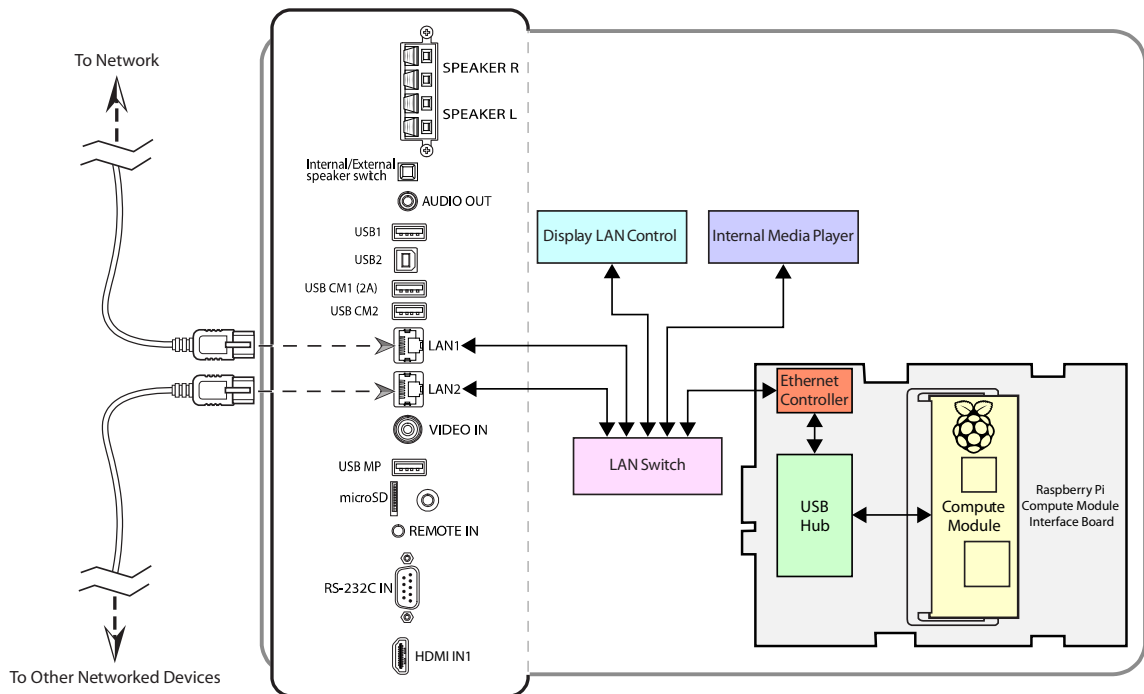 To Network
SPEAKER R
SPEAKER L
Internal/External
speaker switch
AUDIO OUT
USB1
USB2
USB CM1 (2A)
USB CM2
LAN1
LAN2
VIDEO IN
USB MP
microSD
REMOTE IN
RS-232C IN
HDMI IN1
To Other Networked Devices
Display LAN Control
Internal Media Player
LAN Switch
Ethernet
Controller
USB
Hub
Compute
Module
Raspberry Pi
Compute Module
Interface Board